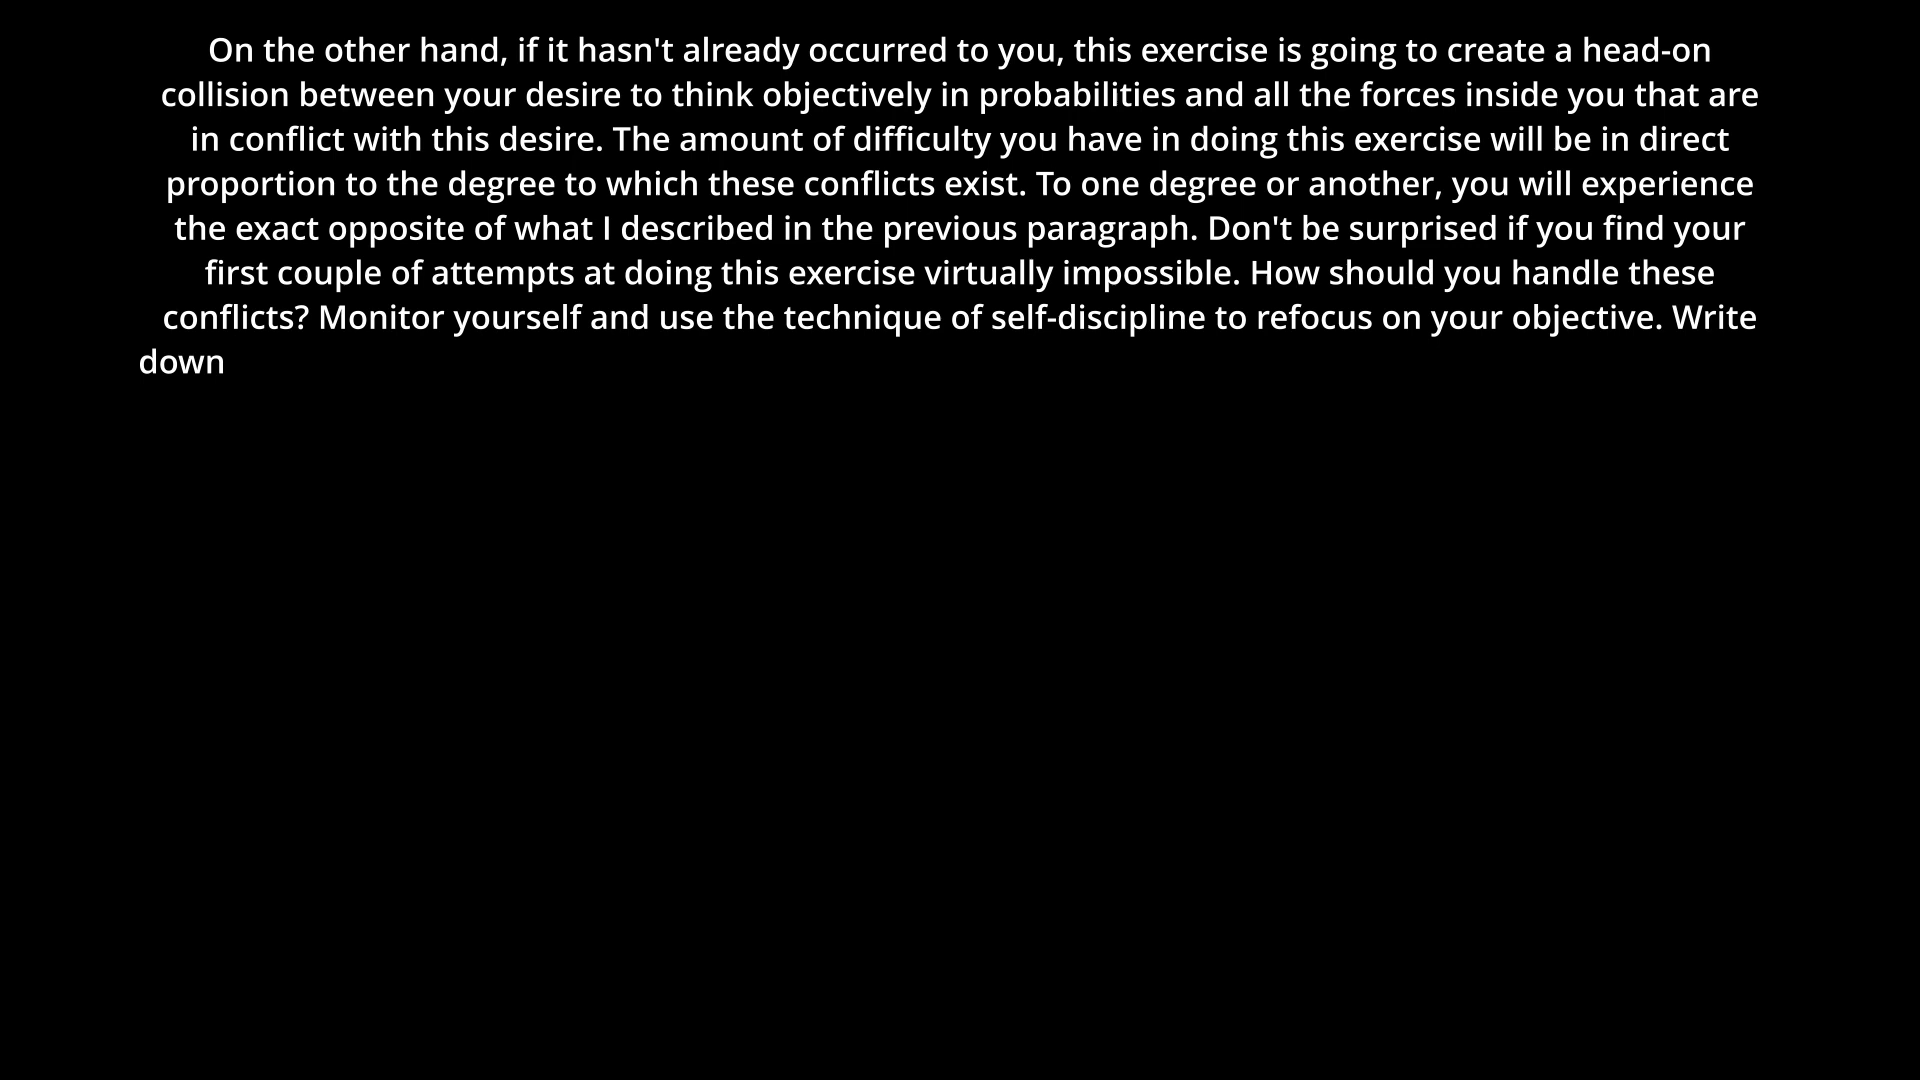 On the other hand, if it hasn't already occurred to you, this exercise is going to create a head-on
collision between your desire to think objectively in probabilities and all the forces inside you that are
in conflict with this desire. The amount of difficulty you have in doing this exercise will be in direct
proportion to the degree to which these conflicts exist. To one degree or another, you will experience
the exact opposite of what I described in the previous paragraph. Don't be surprised if you find your
first couple of attempts at doing this exercise virtually impossible. How should you handle these
conflicts? Monitor yourself and use the technique of self-discipline to refocus on your objective. Write
down